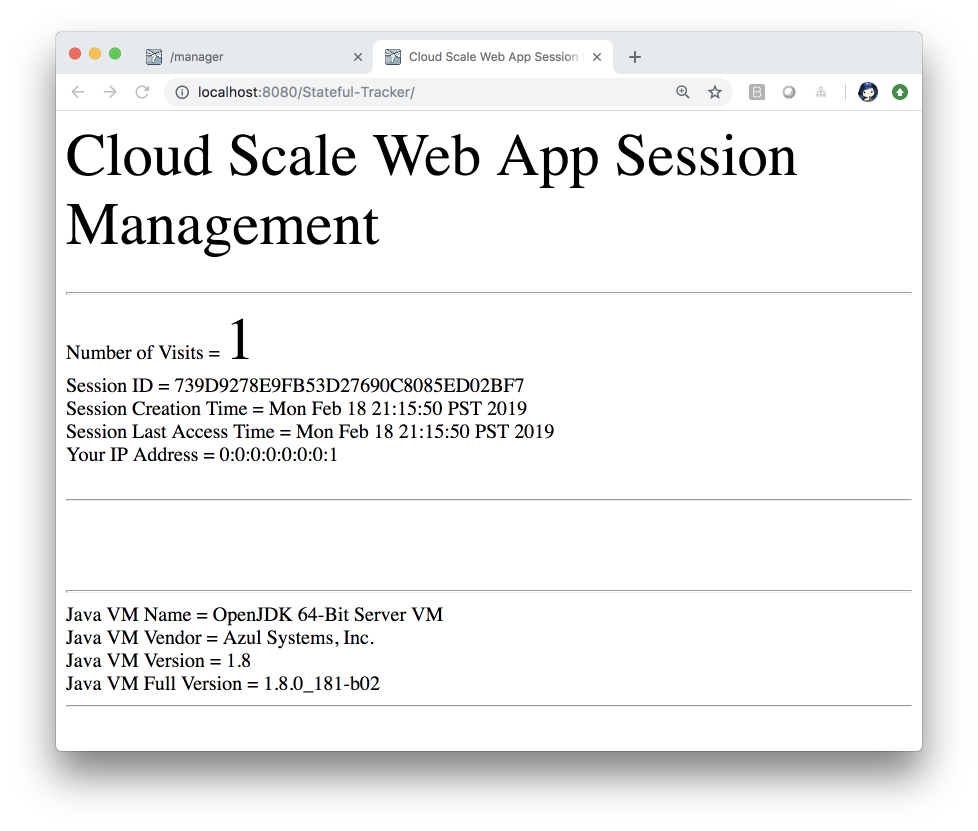 /manager
Cloud Scale Web App Session
localhost:8080/Stateful-Tracker/
B
Cloud Scale Web App Session
Management
Number of Visits = 1
Session ID = 739D9278E9FB53D27690C8085ED02BF7
Session Creation Time = Mon Feb 18 21:15:50 PST 2019
Session Last Access Time = Mon Feb 18 21:15:50 PST 2019
Your IP Address = 0:0:0:0:0:0:0:1
Java VM Name = OpenJDK 64-Bit Server VM
Java VM Vendor = Azul Systems, Inc.
Java VM Version = 1.8
Java VM Full Version = 1.8.0_181-b02